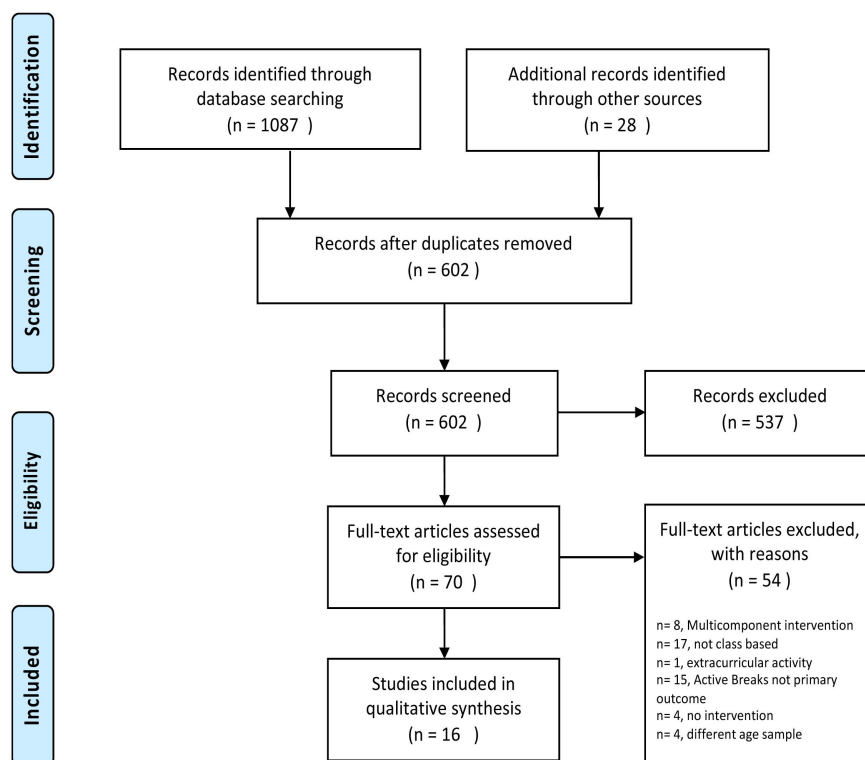 Identification
Records identified through
database searching
(n = 1087 )
Additional records identified
through other sources
(n = 28 )
Screening
Records after duplicates removed
(n = 602 )
Records screened
(n = 602 )
Records excluded
(n = 537 )
Eligibility
Full-text articles assessed
for eligibility
(n = 70 )
Full-text articles excluded,
with reasons
(n = 54 )
n= 8, Multicomponent intervention
n= 17, not class based
n= 1, extracurricular activity
n= 15, Active Breaks not primary
outcome
n= 4, no intervention
n= 4, different age sample
Included
Studies included in
qualitative synthesis
(n = 16 )